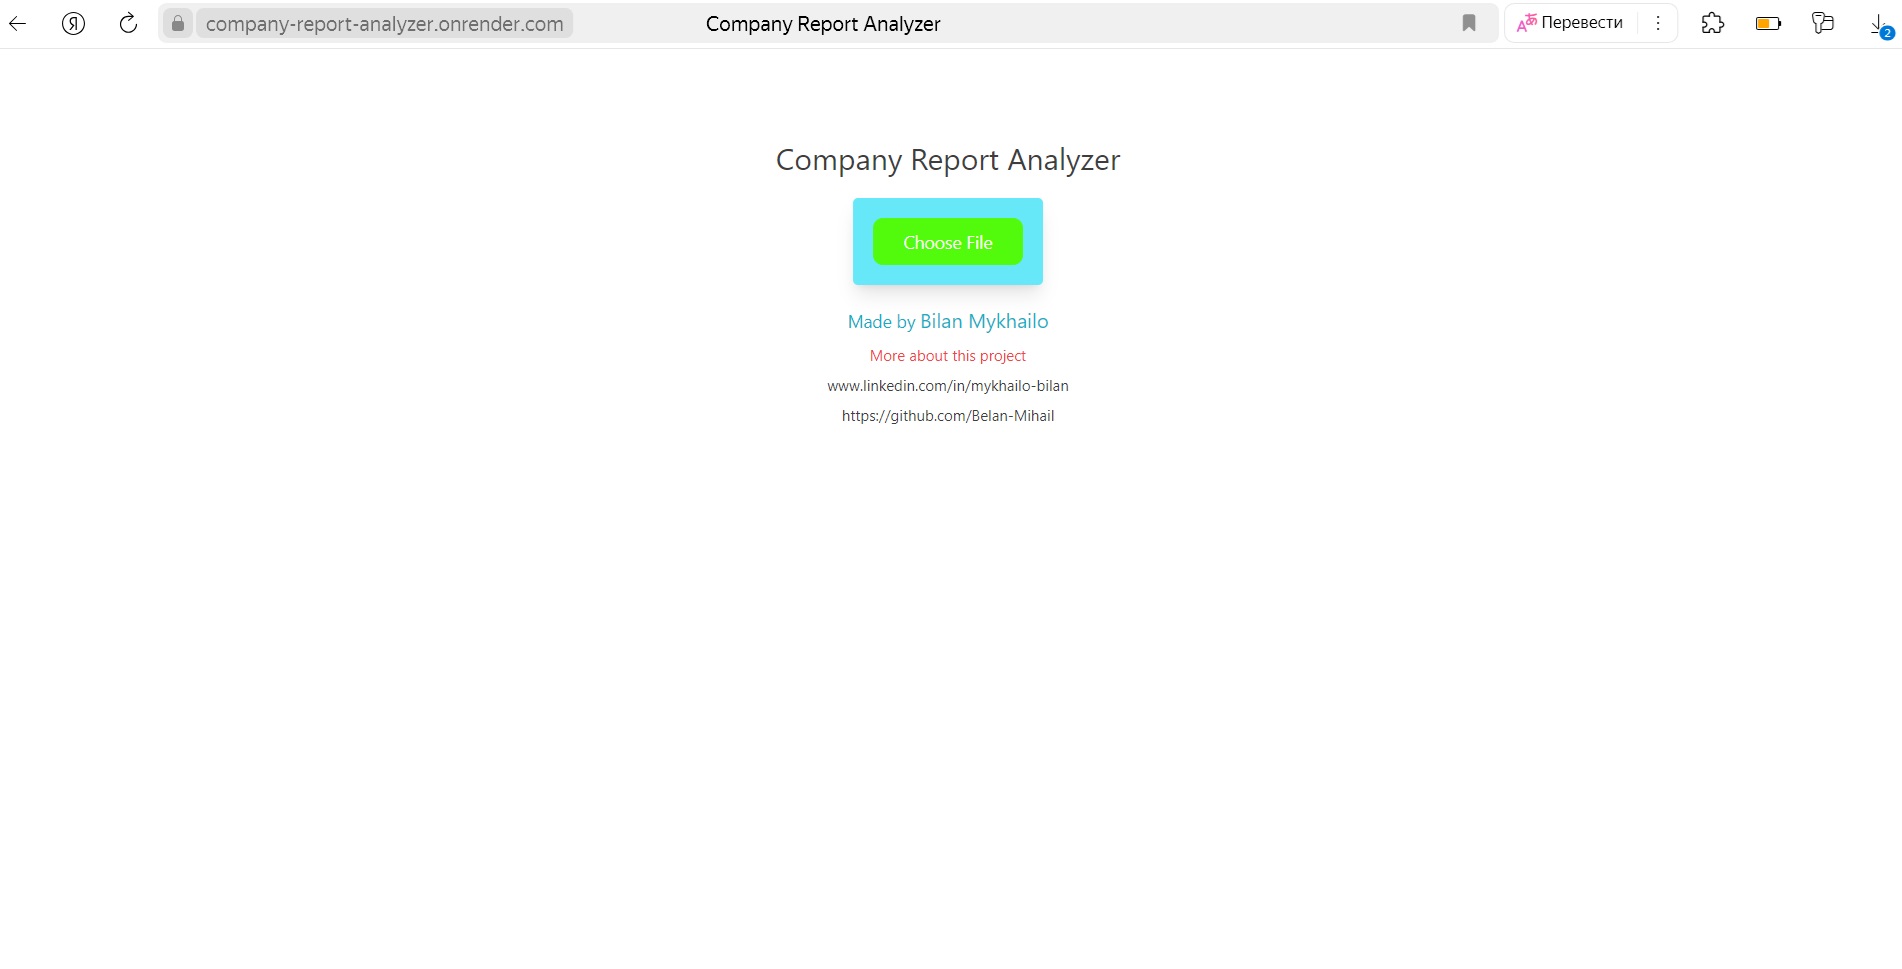 company-report-analyzer.onrender.com Company Report Analyzer Перевести
2
Company Report Analyzer
Choose File
Made by Bilan Mykhailo
More about this project
www.linkedin.com/in/mykhailo-bilan
https://github.com/Belan-Mihail